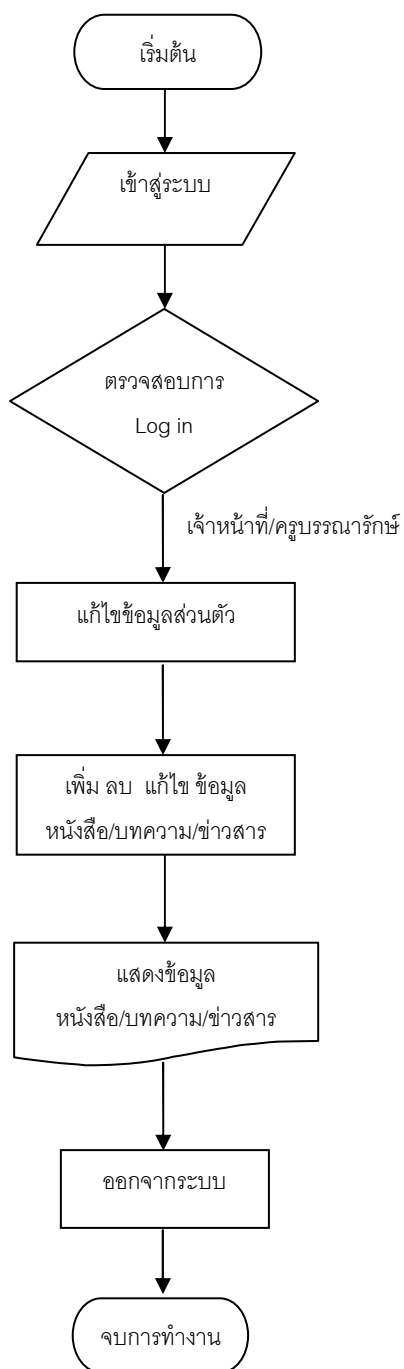 เริ่มต้น
เข้าสู่ระบบ
ตรวจสอบการ
Log in
เจ้าหน้าที่/ครูบรรณารักษ์
แก้ไขข้อมูลส่วนตัว
เพิ่ม ลบ แก้ไข ข้อมูล
หนังสือ/บทความ/ข่าวสาร
แสดงข้อมูล
หนังสือ/บทความ/ข่าวสาร
ออกจากระบบ
จบการทำงาน